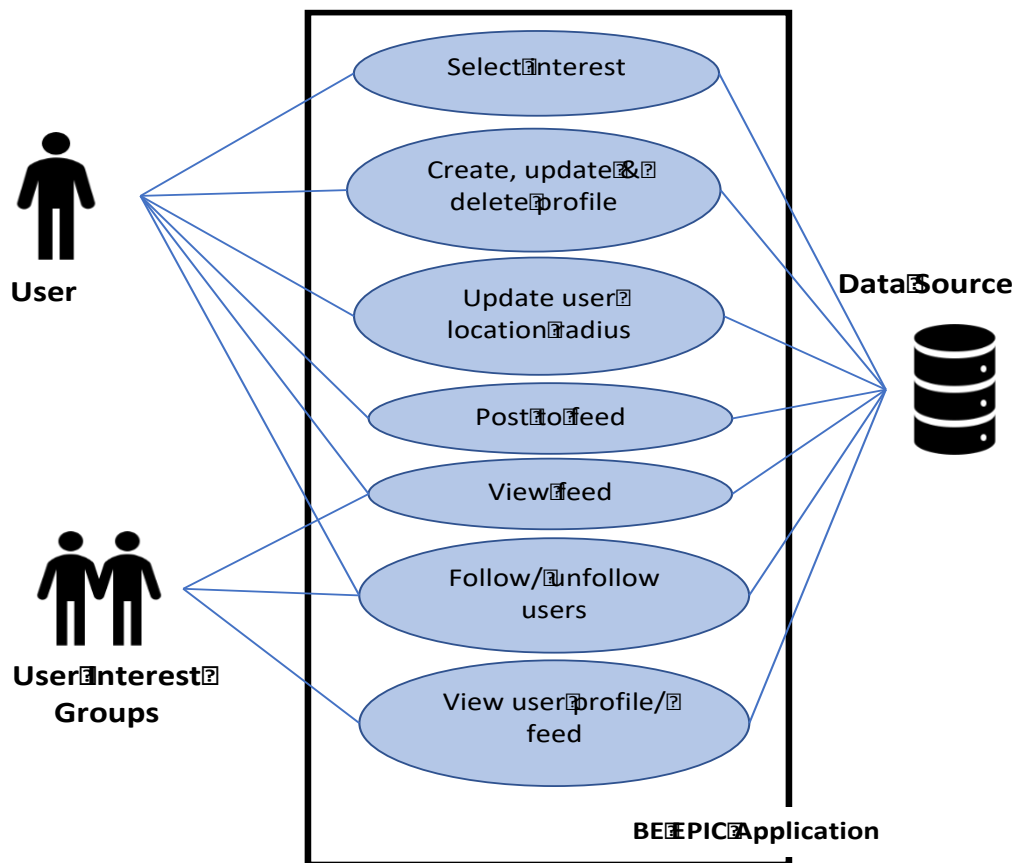 Select interest
Create, update &
delete profile
User
Update user
location radius
Data Source
Post to feed
View feed
Follow/ unfollow
users
User Interest
Groups
View user profile/
feed
BE EPIC Application